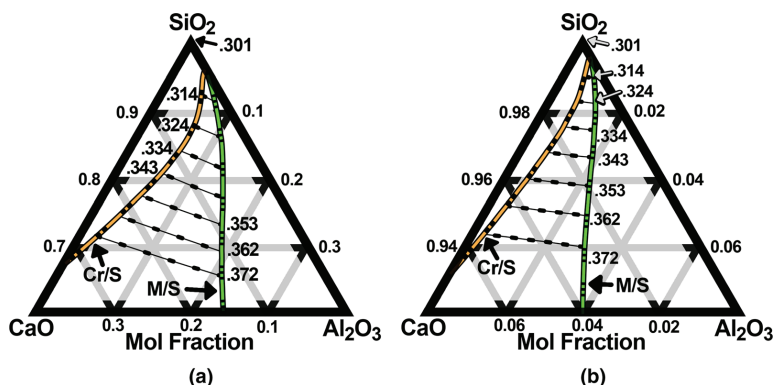 SiO₂
.301
.314
0.9
0.1
.324
.334
.343
0.8
0.2
.353
0.7
.362
0.3
Cr/S
.372
M/S
CaO
0.3
0.2
0.1
Al₂O₃
Mol Fraction
(a)
SiO₂
.301
.314
.324
0.98
0.02
.334
.343
0.96
0.04
.353
.362
0.94
0.06
.372
Cr/S
M/S
CaO
0.06
0.04
0.02
Al₂O₃
Mol Fraction
(b)